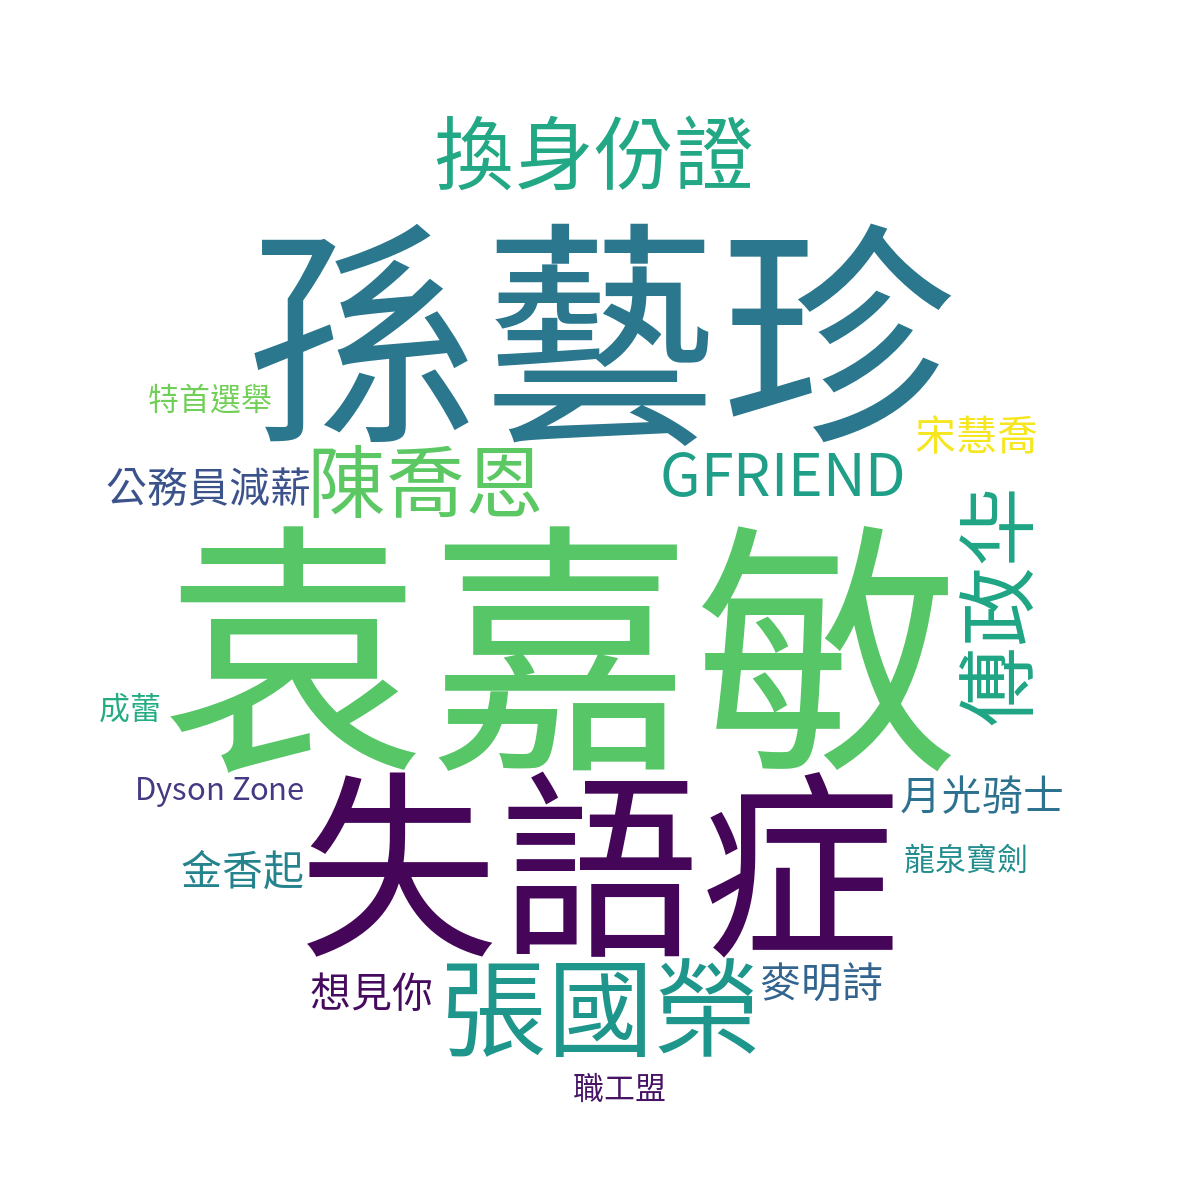 換身份證
孫藝珍
特首選舉
宋慧喬
公務員減薪
陳喬恩
GFRIEND
傅政华
袁嘉敏
成蕾
Dyson Zone
失語症
月光骑士
金香起
龍泉寶劍
想見你
張國榮
麥明詩
職工盟